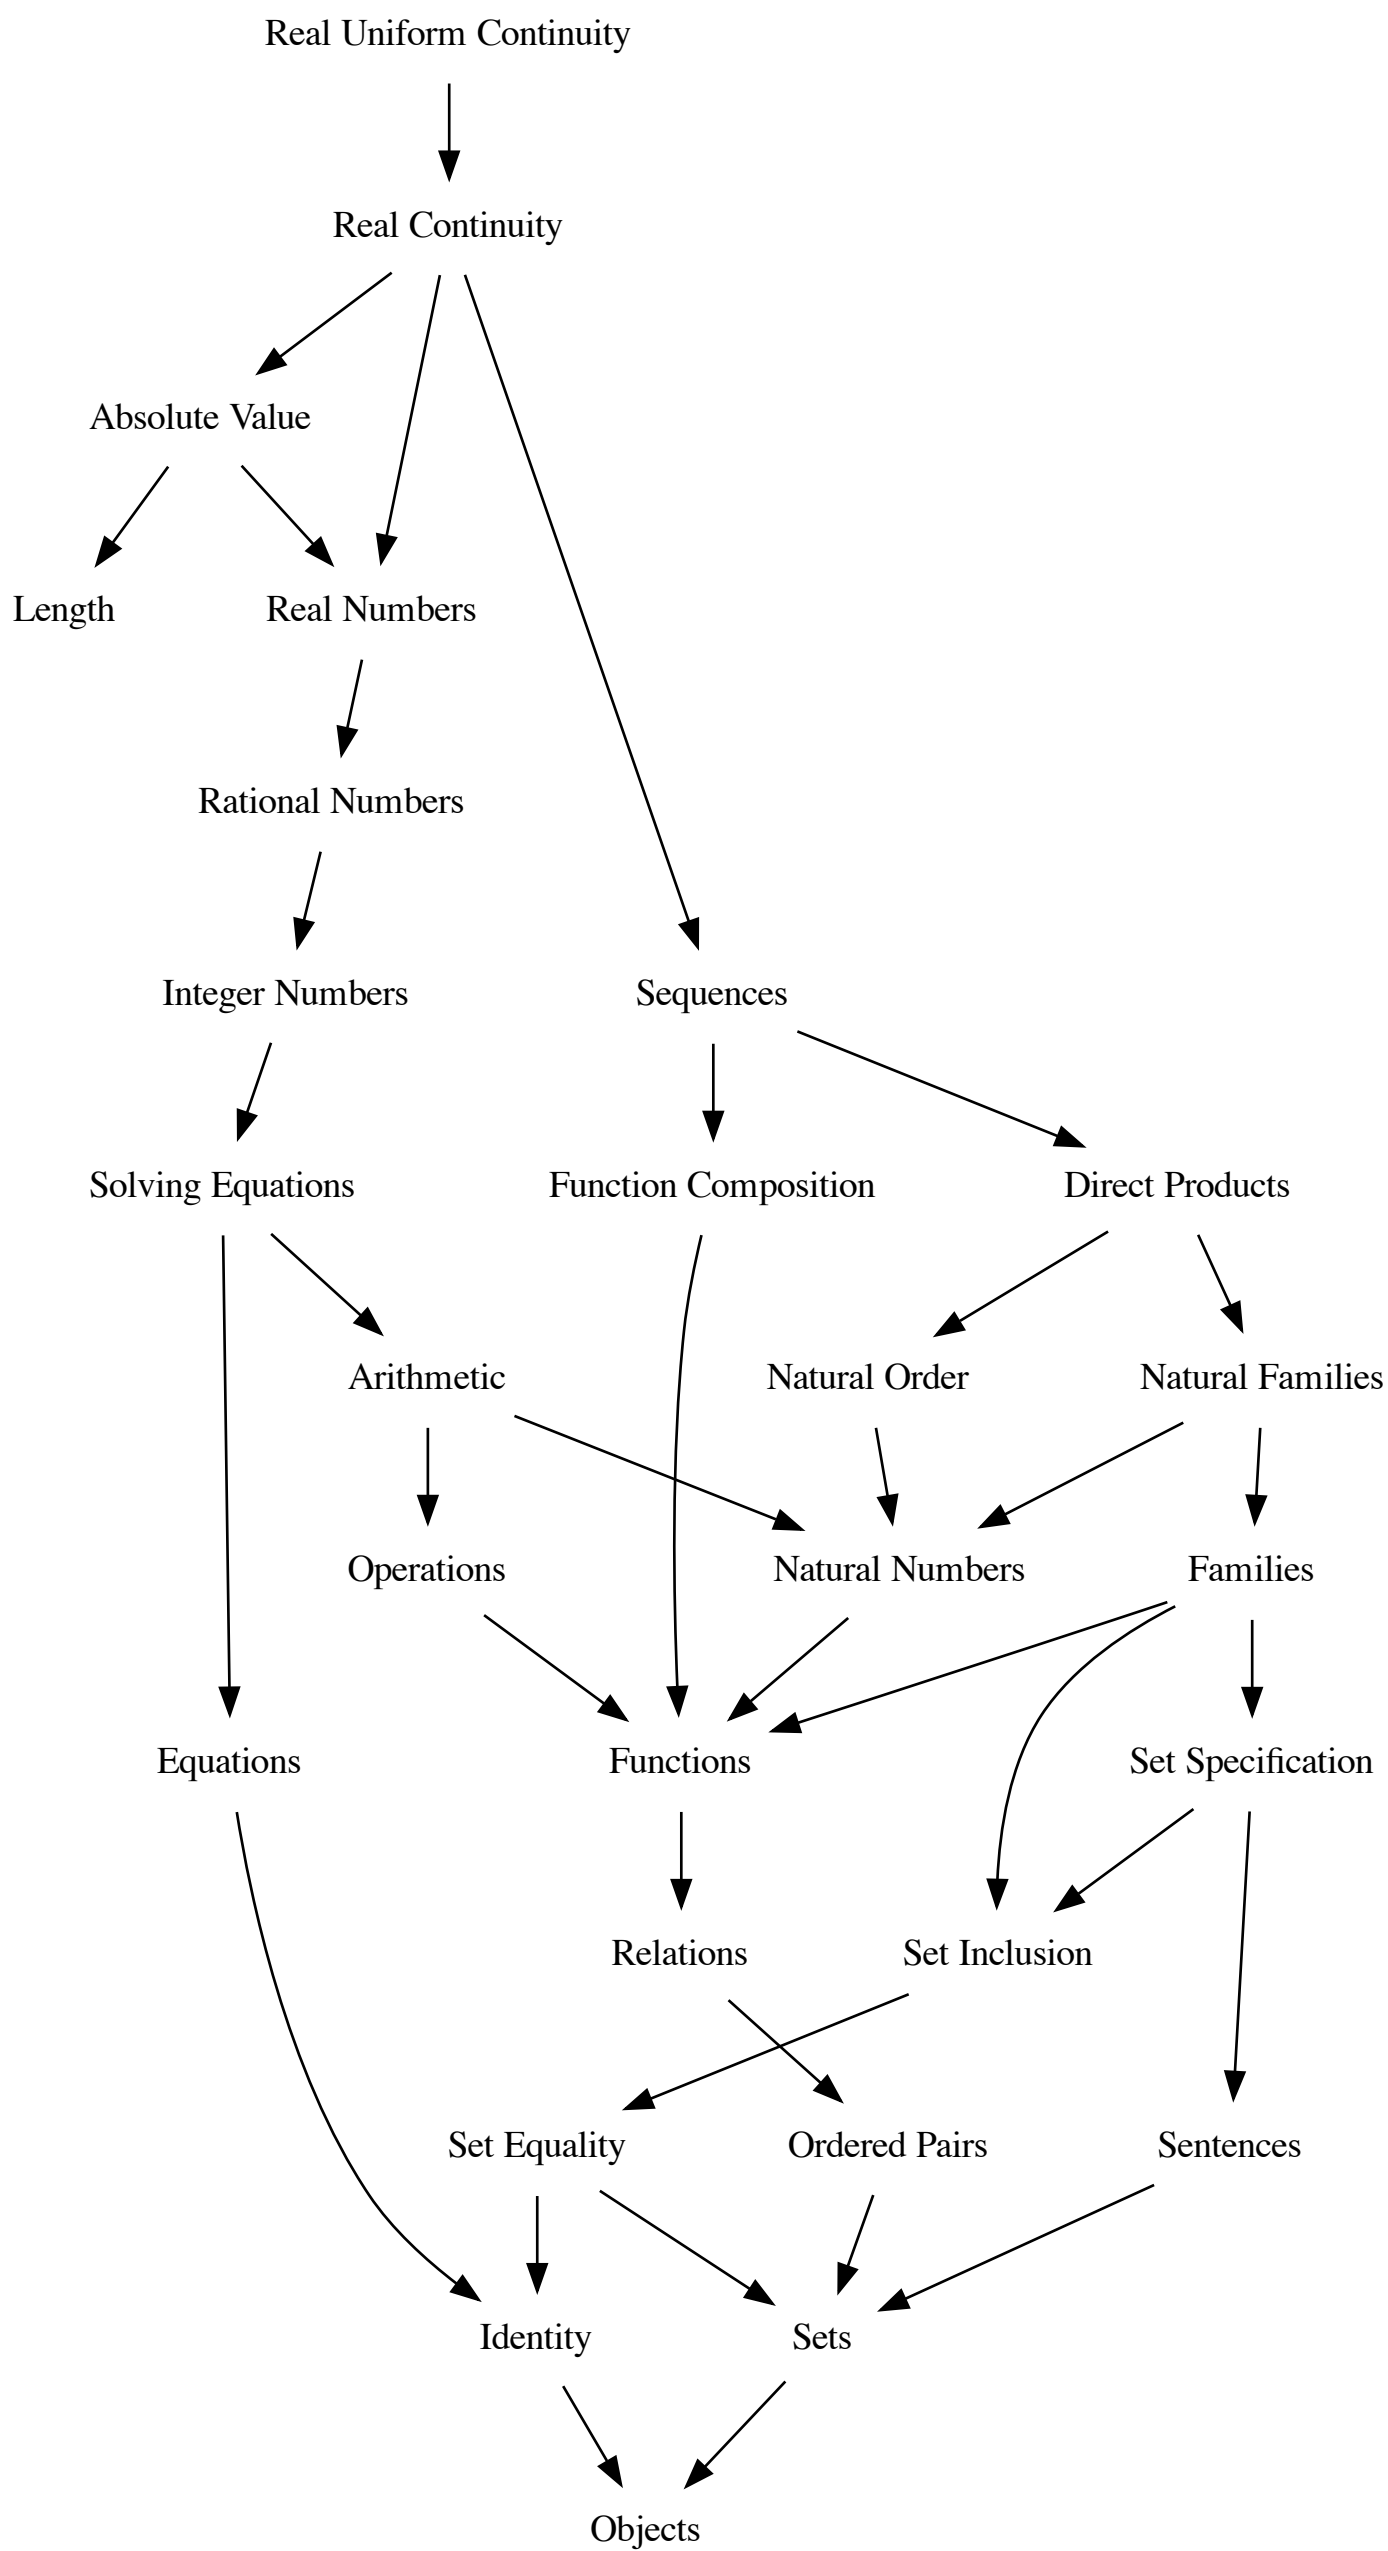 Real Uniform Continuity
Real Continuity
Absolute Value
Length
Real Numbers
Rational Numbers
Integer Numbers
Sequences
Solving Equations
Function Composition
Direct Products
Arithmetic
Natural Order
Natural Families
Operations
Natural Numbers
Families
Equations
Functions
Set Specification
Relations
Set Inclusion
Set Equality
Ordered Pairs
Sentences
Identity
Sets
Objects